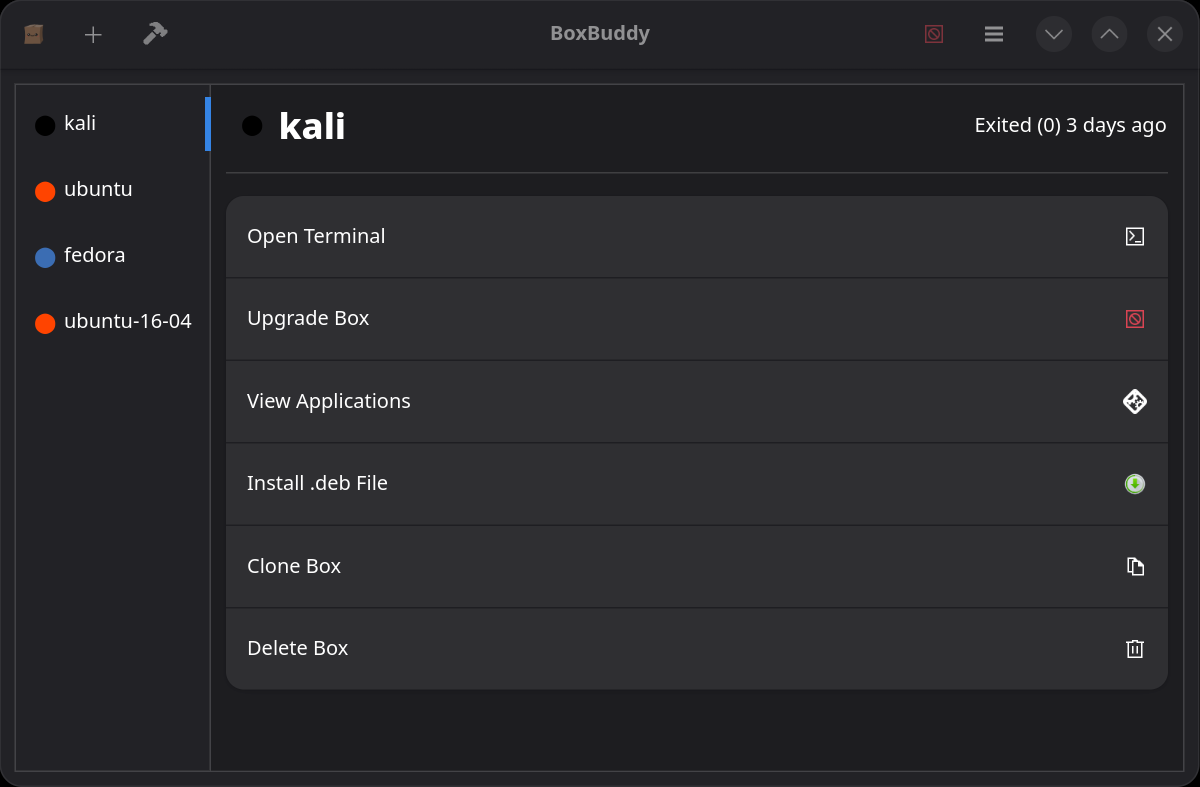 BoxBuddy
kali
ubuntu
fedora
ubuntu-16-04
kali
Exited (0) 3 days ago
Open Terminal
Upgrade Box
View Applications
Install .deb File
Clone Box
Delete Box